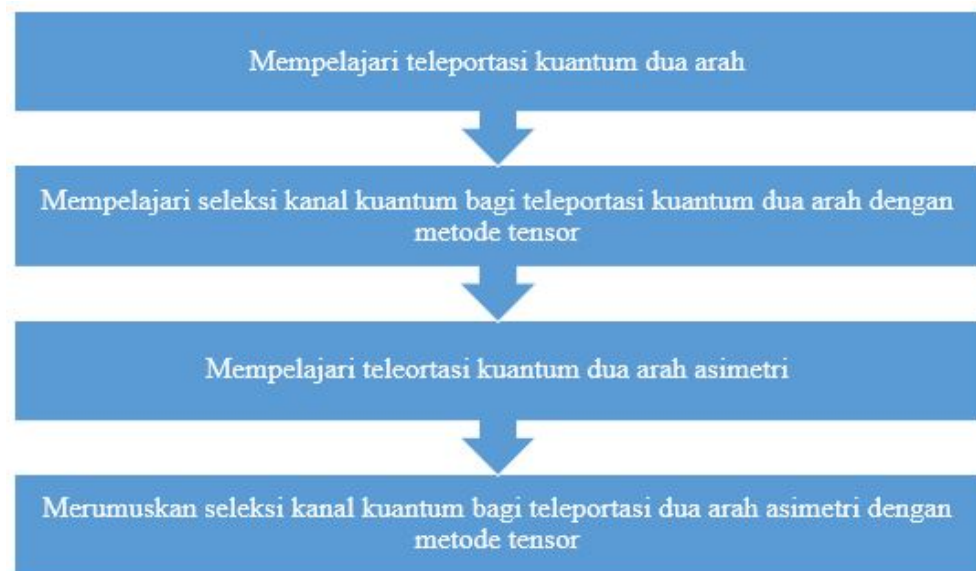 Mempelajari teleportasi kuantum dua arah
Mempelajari seleksi kanal kuantum bagi teleportasi kuantum dua arah dengan
metode tensor
Mempelajari teleortasi kuantum dua arah asimetri
Merumuskan seleksi kanal kuantum bagi teleportasi dua arah asimetri dengan
metode tensor